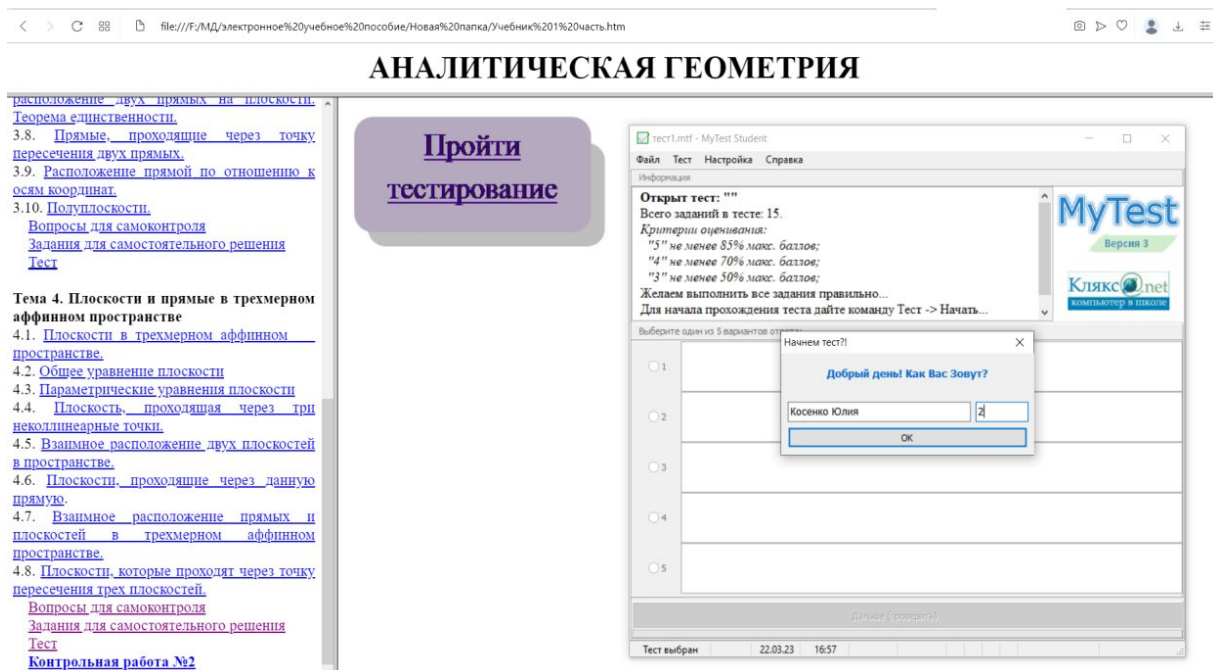 file:///F:/МД/электронное%20учебное%20пособие/Новая%20папка/Учебник%201%20часть.htm
АНАЛИТИЧЕСКАЯ ГЕОМЕТРИЯ
расположение двух прямых на плоскости.
Теорема единственности.
3.8. Прямые, проходящие через точку
пересечения двух прямых.
3.9. Расположение прямой по отношению к
осям координат.
3.10. Полуплоскости.
Вопросы для самоконтроля
Задания для самостоятельного решения
Тест
Тема 4. Плоскости и прямые в трехмерном
аффинном пространстве
4.1. Плоскости в трехмерном аффинном
пространстве.
4.2. Общее уравнение плоскости
4.3. Параметрические уравнения плоскости
4.4. Плоскость, проходящая через три
неколлинеарные точки.
4.5. Взаимное расположение двух плоскостей
в пространстве.
4.6. Плоскости, проходящие через данную
прямую.
4.7. Взаимное расположение прямых и
плоскостей в трехмерном аффинном
пространстве.
4.8. Плоскости, которые проходят через точку
пересечения трех плоскостей.
Вопросы для самоконтроля
Задания для самостоятельного решения
Тест
Контрольная работа №2
Пройти
тестирование
тест1.mtf - MyTest Student
Файл Тест Настройка Справка
Информация
Открыт тест: ""
Всего заданий в тесте: 15.
Критерии оценивания:
"5" не менее 85% макс. баллов;
"4" не менее 70% макс. баллов;
"3" не менее 50% макс. баллов;
Желаем выполнить все задания правильно...
Для начала прохождения теста дайте команду Тест -> Начать...
MyTest
Версия 3
Клякс@.net
компьютер в школе
Выберите один из 5 вариантов ответа:
Начнем тест?!
Добрый день! Как Вас Зовут?
Косенко Юлия 2
OK
1
2
3
4
5
Дальше (проверить)
Тест выбран 22.03.23 16:57